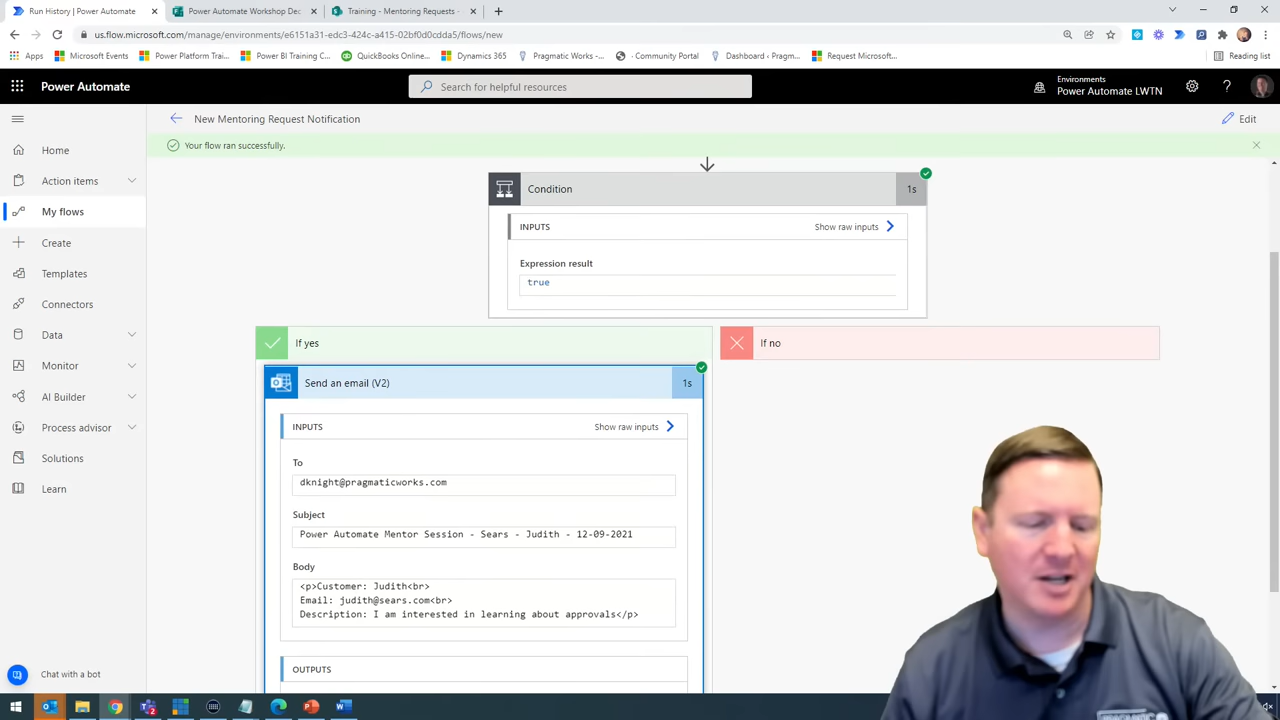 Run History | Power Automate
Power Automate Workshop Dec
Training - Mentoring Requests -
us.flow.microsoft.com/manage/environments/e6151a31-edc3-424c-a415-02bf0d0cdda5/flows/new
Apps
Microsoft Events
Power Platform Trai...
Power BI Training C...
QuickBooks Online...
Dynamics 365
Pragmatic Works -...
- Community Portal
Dashboard ‹ Pragm...
Request Microsoft...
Reading list
Power Automate
Search for helpful resources
Environments
Power Automate LWTN
New Mentoring Request Notification
Edit
Your flow ran successfully.
Home
Action items
My flows
Create
Templates
Connectors
Data
Monitor
AI Builder
Process advisor
Solutions
Learn
Chat with a bot
Condition
1s
INPUTS
Show raw inputs
Expression result
true
If yes
If no
Send an email (V2)
1s
INPUTS
Show raw inputs
To
dknight@pragmaticworks.com
Subject
Power Automate Mentor Session - Sears - Judith - 12-09-2021
Body
<p>Customer: Judith<br>
Email: judith@sears.com<br>
Description: I am interested in learning about approvals</p>
OUTPUTS